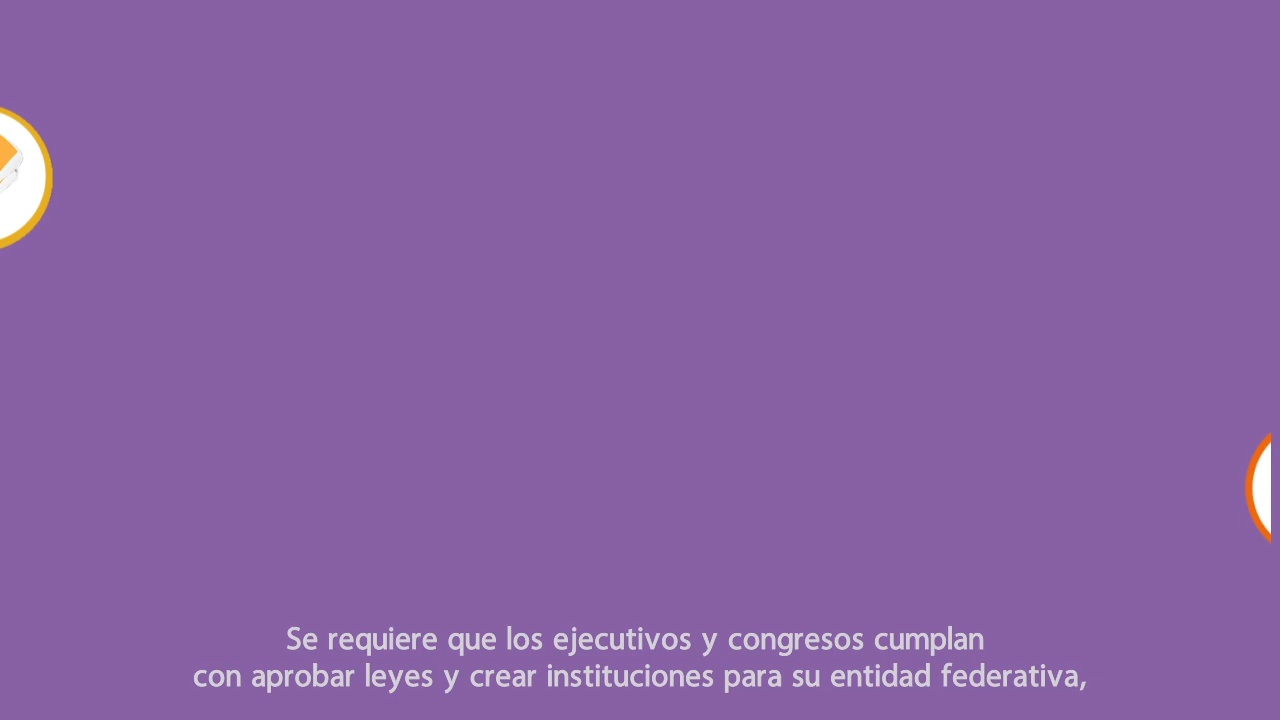 Se requiere que los ejecutivos y congresos cumplan
con aprobar leyes y crear instituciones para su entidad federativa,